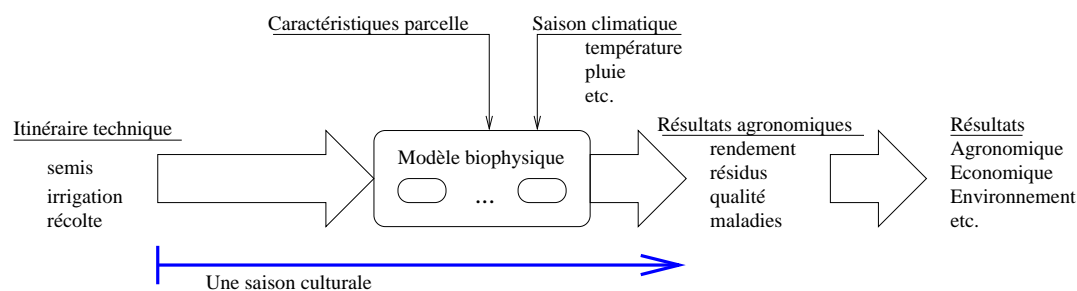 Caractéristiques parcelle
Saison climatique
température
pluie
etc.
Itinéraire technique
semis
irrigation
récolte
Modèle biophysique
...
Résultats agronomiques
rendement
résidus
qualité
maladies
Résultats
Agronomique
Economique
Environnement
etc.
Une saison culturale